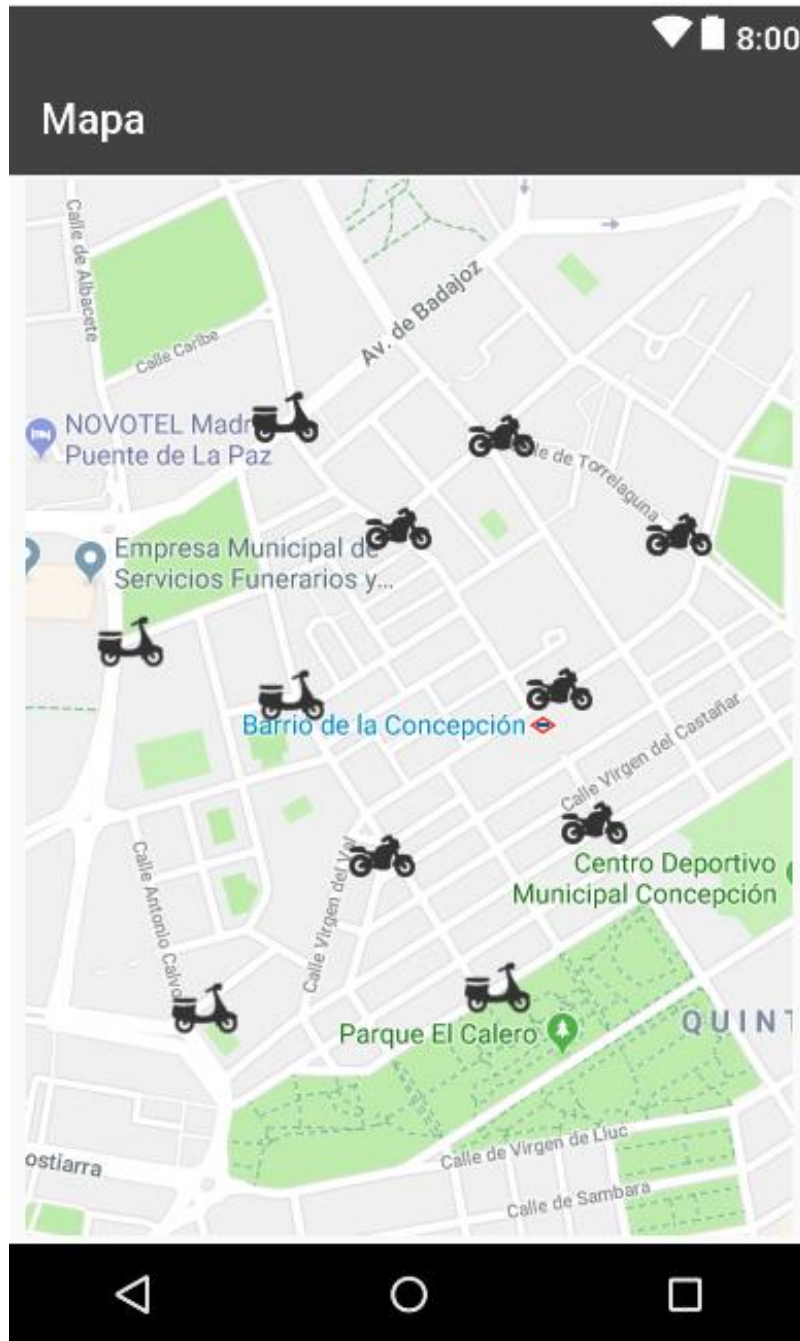 8:00
Mapa
Calle de Albacete
Av. de Badajoz
Calle Caribe
NOVOTEL Madr
Puente de La Paz
le de Torrelaguna
Empresa Municipal de
Servicios Funerarios y...
Barrio de la Concepción
Calle Virgen del Castañar
Calle Antonio Calvo
Calle Virgen del Val
Centro Deportivo
Municipal Concepción
Parque El Calero
QUINT
Calle de Virgen de Lluc
ostiarra
Calle de Sambara